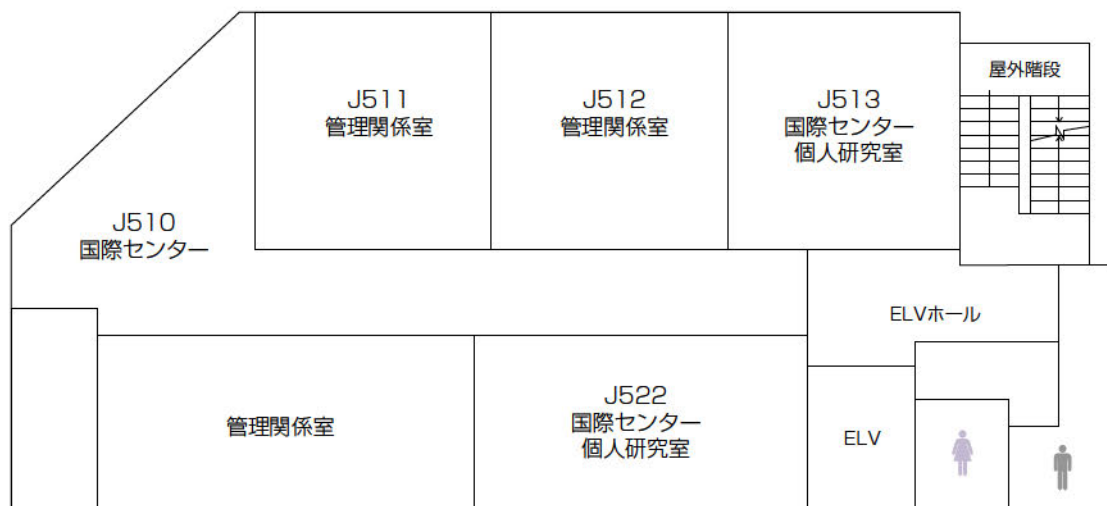 屋外階段
J511
管理関係室
J512
管理関係室
J513
国際センター
個人研究室
J510
国際センター
ELVホール
管理関係室
J522
国際センター
個人研究室
ELV